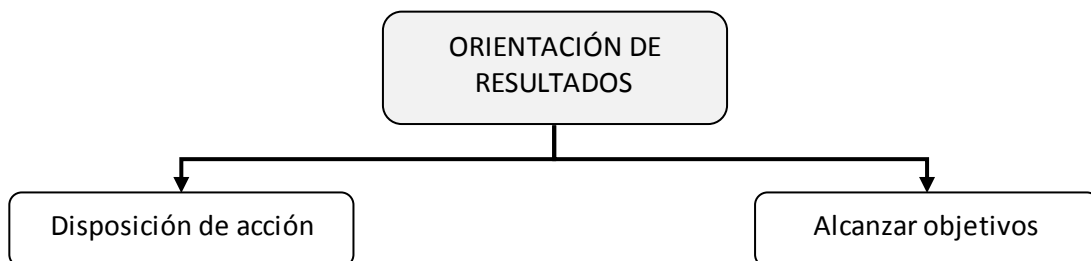 ORIENTACIÓN DE
RESULTADOS
Disposición de acción
Alcanzar objetivos